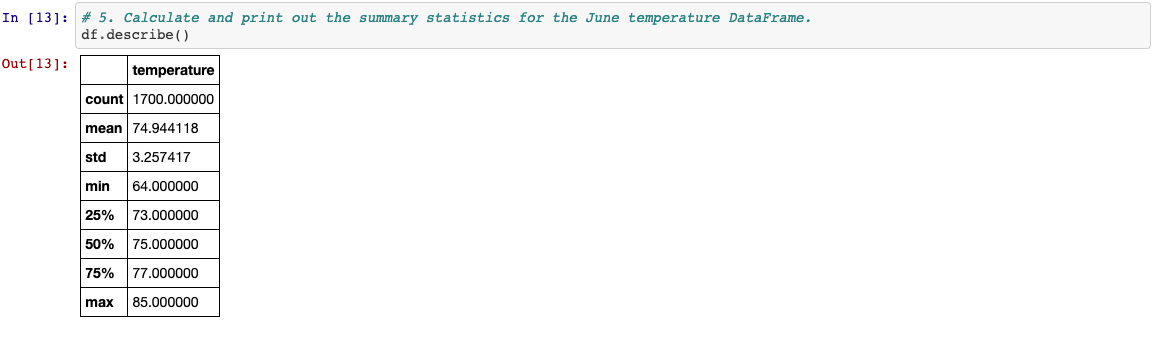 In [13]: # 5. Calculate and print out the summary statistics for the June temperature DataFrame.
df.describe()
Out[13]:
temperature
count 1700.000000
mean 74.944118
std 3.257417
min 64.000000
25% 73.000000
50% 75.000000
75% 77.000000
max 85.000000